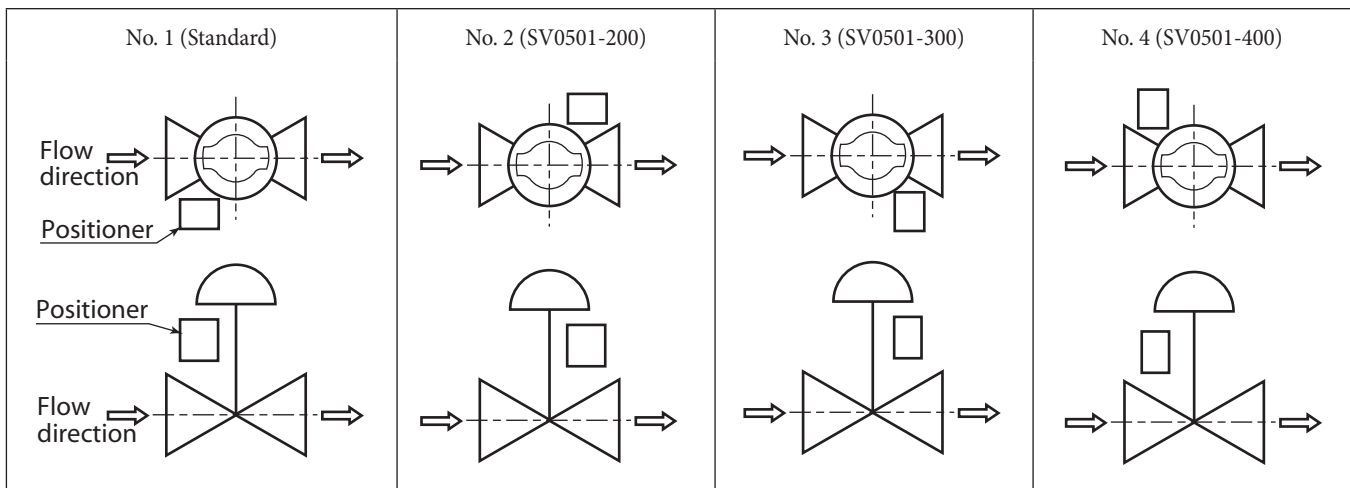 No. 1 (Standard)
No. 2 (SV0501-200)
No. 3 (SV0501-300)
No. 4 (SV0501-400)
Flow
direction
Positioner
Positioner
Flow
direction